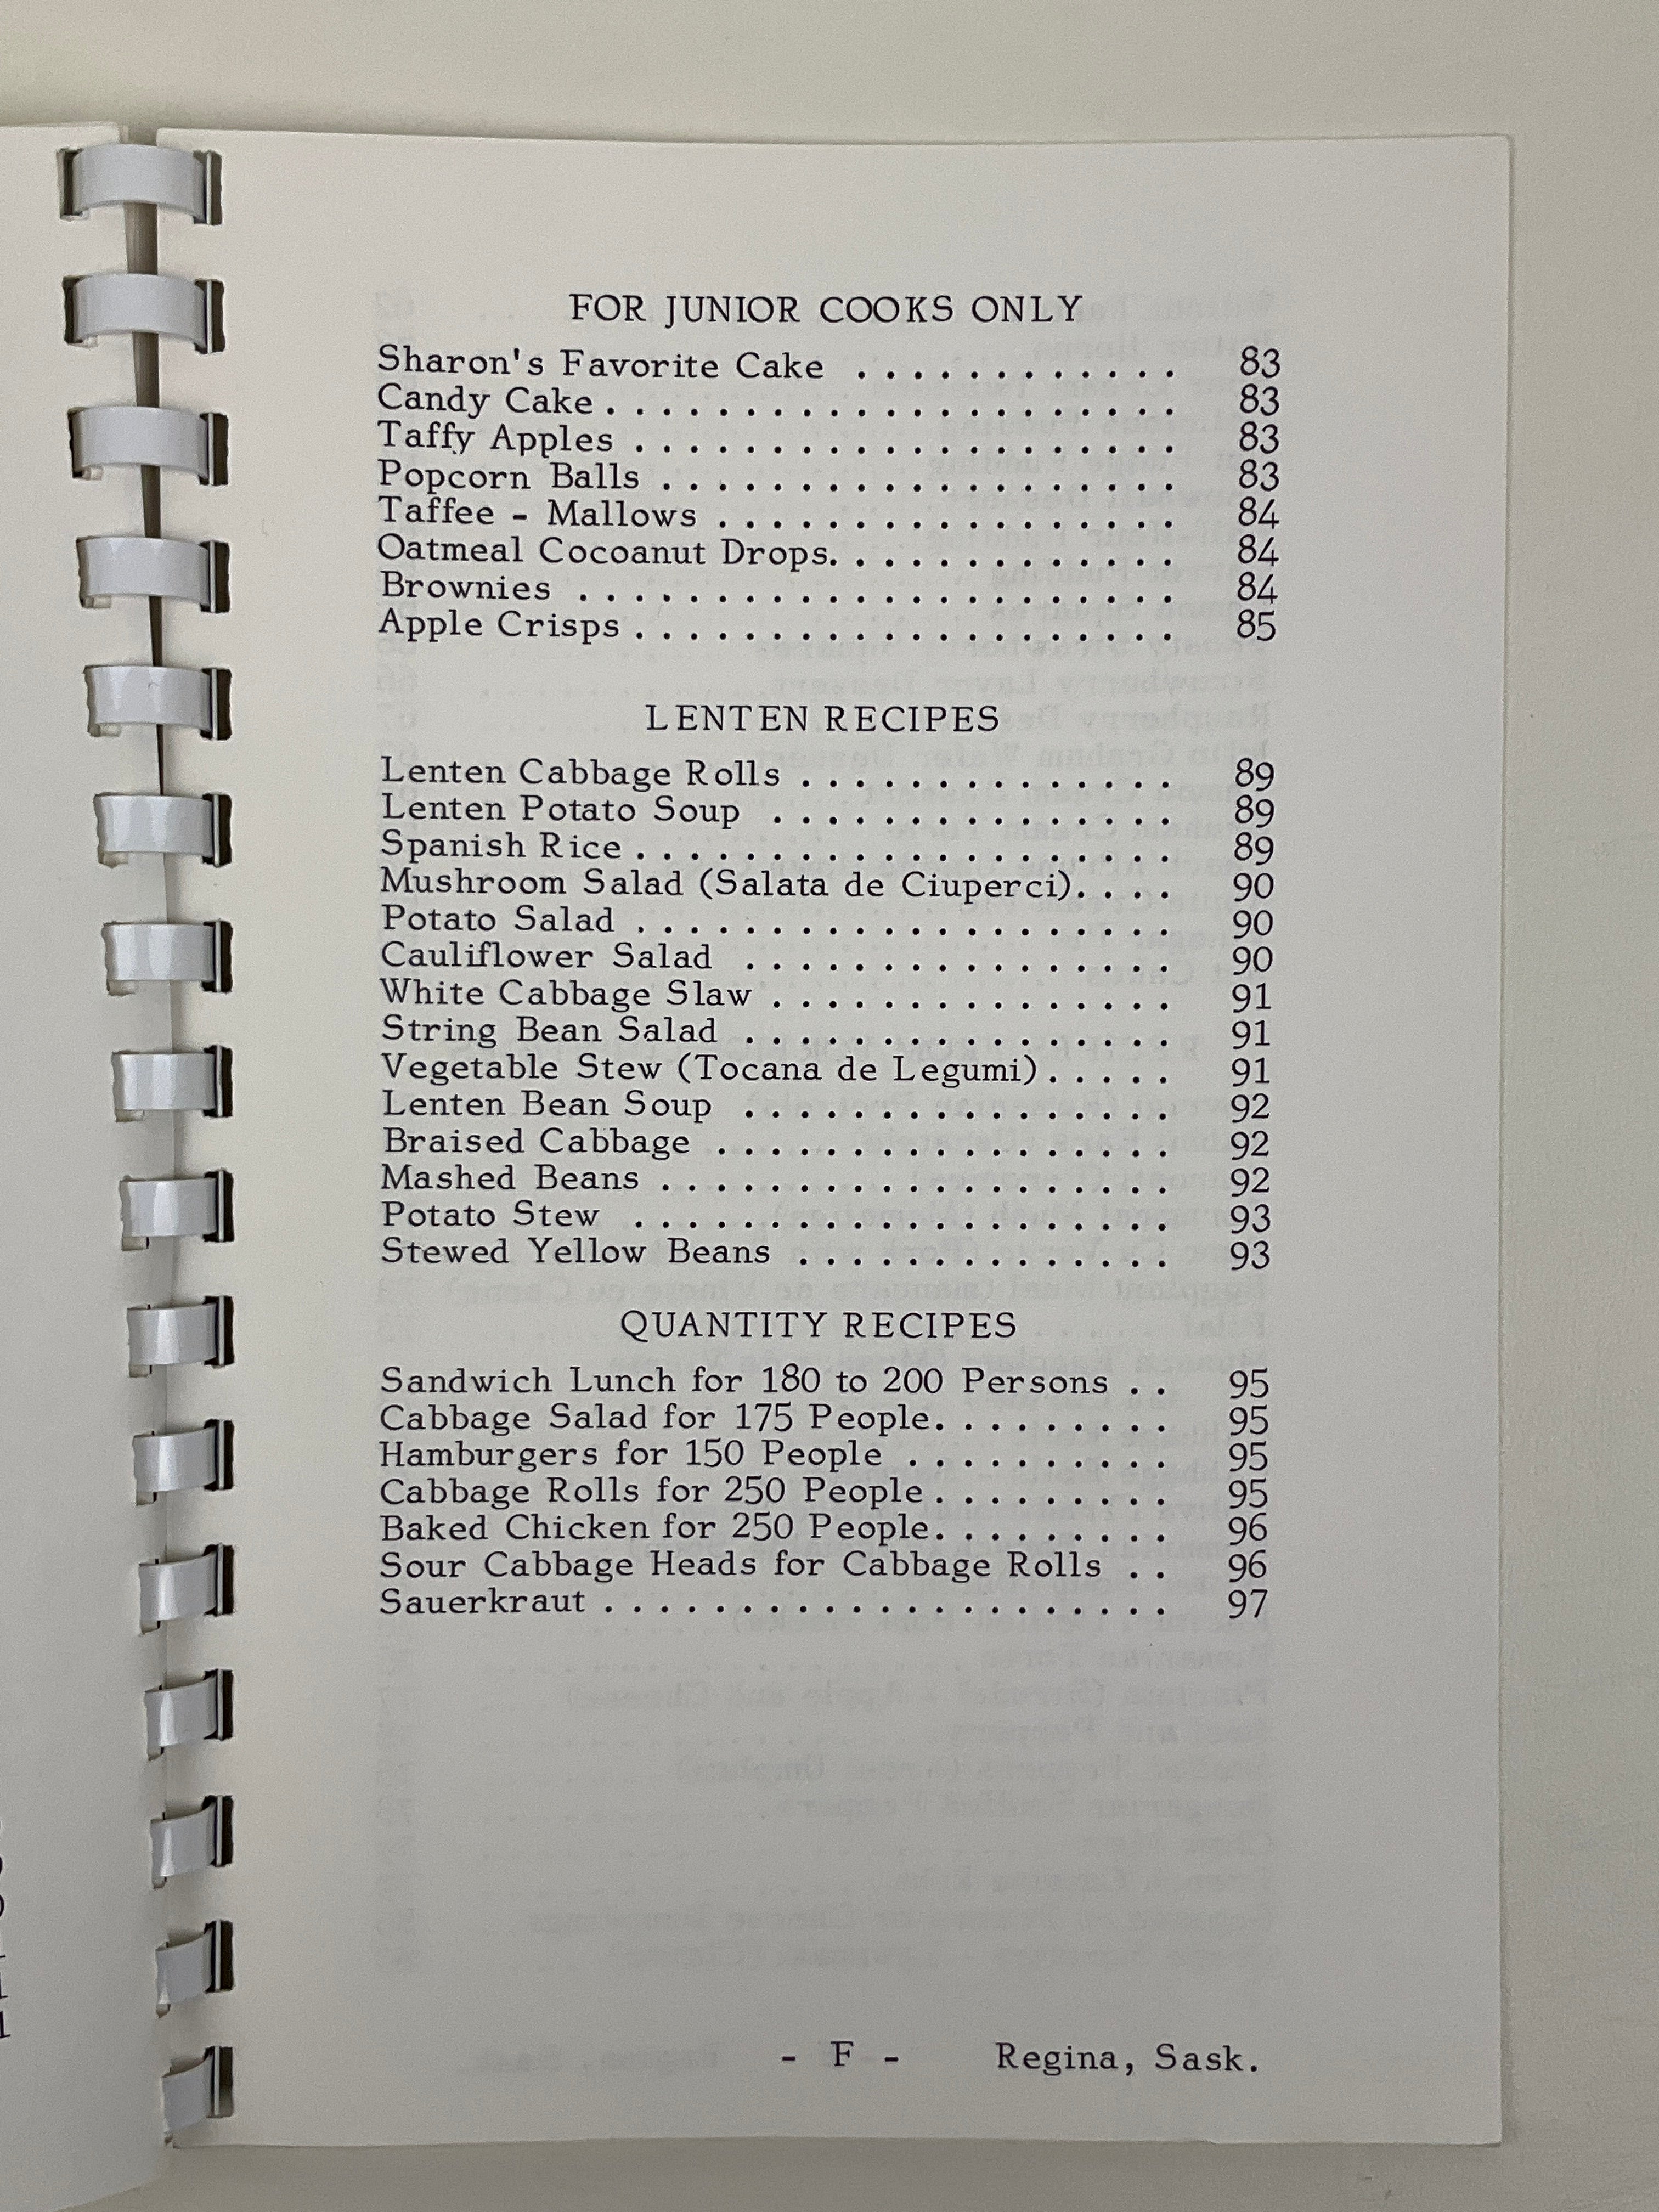 FOR JUNIOR COOKS ONLY
Sharon's Favorite Cake . . . . . . . . . . . . 83
Candy Cake . . . . . . . . . . . . . . . . . . . . . 83
Taffy Apples . . . . . . . . . . . . . . . . . . . . 83
Popcorn Balls . . . . . . . . . . . . . . . . . . . 83
Taffee - Mallows . . . . . . . . . . . . . . . . . 84
Oatmeal Cocoanut Drops. . . . . . . . . . . . . 84
Brownies . . . . . . . . . . . . . . . . . . . . . . 84
Apple Crisps . . . . . . . . . . . . . . . . . . . . 85
LENTEN RECIPES
Lenten Cabbage Rolls . . . . . . . . . . . . . . 89
Lenten Potato Soup . . . . . . . . . . . . . . . 89
Spanish Rice . . . . . . . . . . . . . . . . . . . . 89
Mushroom Salad (Salata de Ciuperci). . . . 90
Potato Salad . . . . . . . . . . . . . . . . . . . . 90
Cauliflower Salad . . . . . . . . . . . . . . . . 90
White Cabbage Slaw . . . . . . . . . . . . . . . 91
String Bean Salad . . . . . . . . . . . . . . . . 91
Vegetable Stew (Tocana de Legumi) . . . . . 91
Lenten Bean Soup . . . . . . . . . . . . . . . . 92
Braised Cabbage . . . . . . . . . . . . . . . . . 92
Mashed Beans . . . . . . . . . . . . . . . . . . . 92
Potato Stew . . . . . . . . . . . . . . . . . . . . 93
Stewed Yellow Beans . . . . . . . . . . . . . . 93
QUANTITY RECIPES
Sandwich Lunch for 180 to 200 Persons . . 95
Cabbage Salad for 175 People. . . . . . . . . 95
Hamburgers for 150 People . . . . . . . . . . 95
Cabbage Rolls for 250 People . . . . . . . . . 95
Baked Chicken for 250 People. . . . . . . . . 96
Sour Cabbage Heads for Cabbage Rolls . . 96
Sauerkraut . . . . . . . . . . . . . . . . . . . . . 97
- F - Regina, Sask.